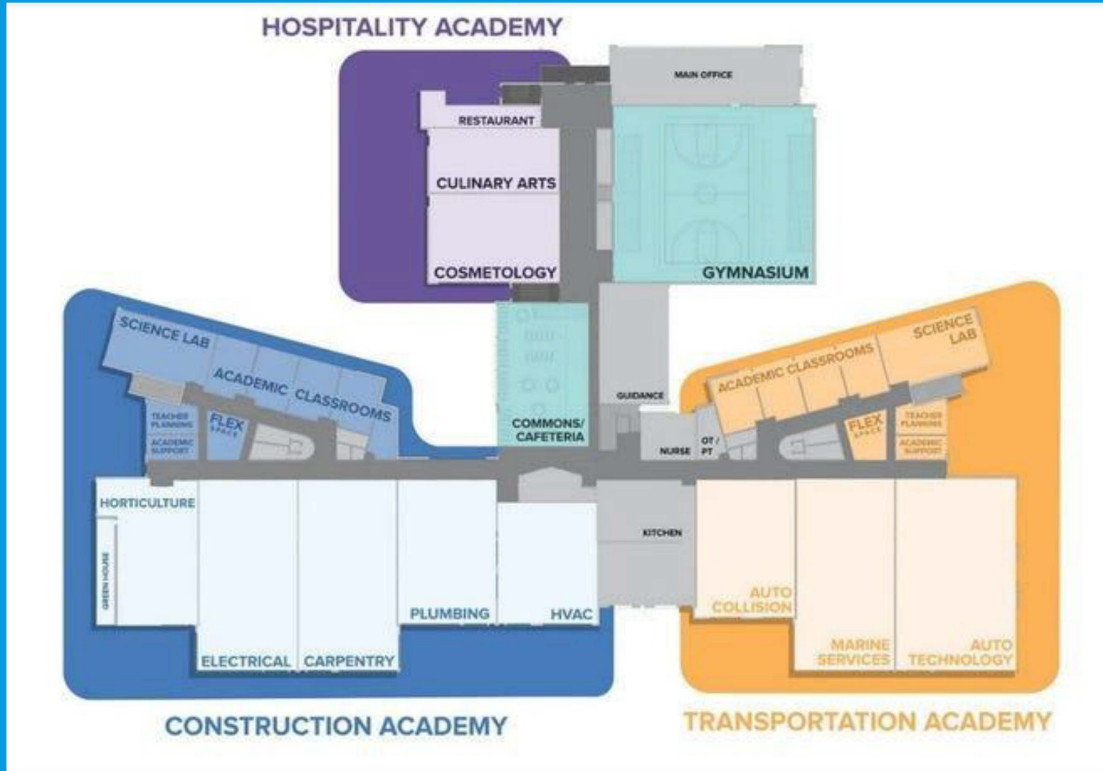 HOSPITALITY ACADEMY
MAIN OFFICE
RESTAURANT
CULINARY ARTS
COSMETOLOGY
GYMNASIUM
SCIENCE LAB
ACADEMIC CLASSROOMS
TEACHER
PLANNING
ACADEMIC
SUPPORT
FLEX
SPACE
COMMONS/
CAFETERIA
GUIDANCE
NURSE
OT /
PT
ACADEMIC CLASSROOMS
SCIENCE
LAB
FLEX
SPACE
TEACHER
PLANNING
ACADEMIC
SUPPORT
HORTICULTURE
GREEN HOUSE
ELECTRICAL
CARPENTRY
PLUMBING
HVAC
KITCHEN
AUTO
COLLISION
MARINE
SERVICES
AUTO
TECHNOLOGY
CONSTRUCTION ACADEMY
TRANSPORTATION ACADEMY